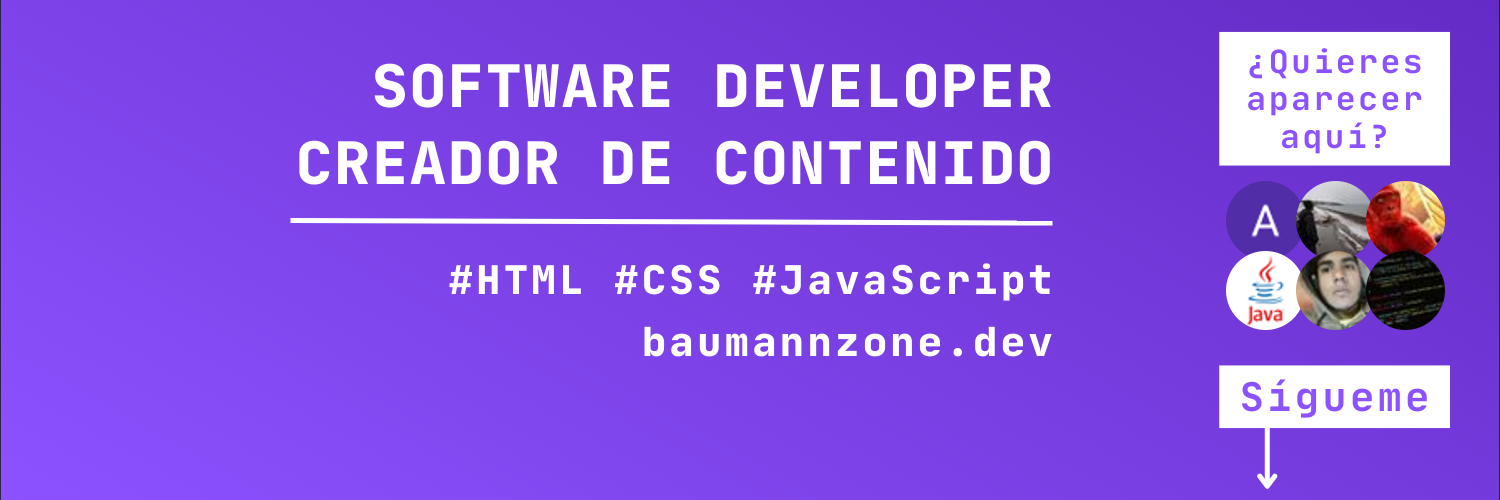 SOFTWARE DEVELOPER
CREADOR DE CONTENIDO
#HTML #CSS #JavaScript
baumannzone.dev
¿Quieres
aparecer
aquí?
A
Java
Sígueme